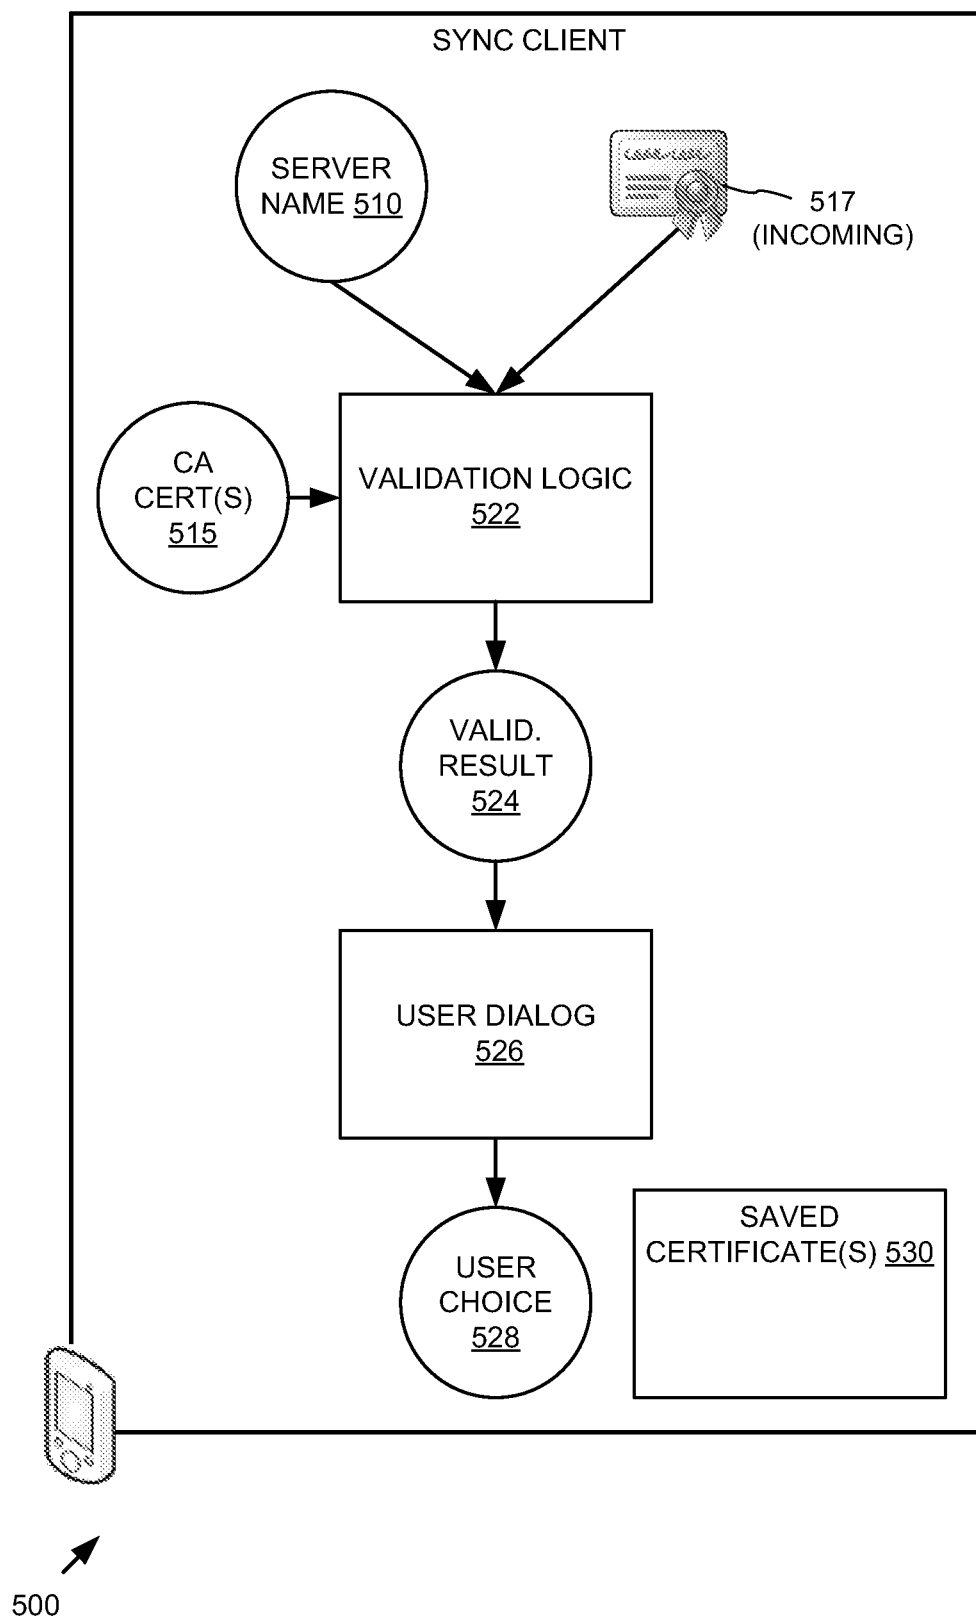 SYNC CLIENT
SERVER
NAME 510
517
(INCOMING)
CA
CERT(S)
515
VALIDATION LOGIC
522
VALID.
RESULT
524
USER DIALOG
526
USER
CHOICE
528
SAVED
CERTIFICATE(S) 530
500